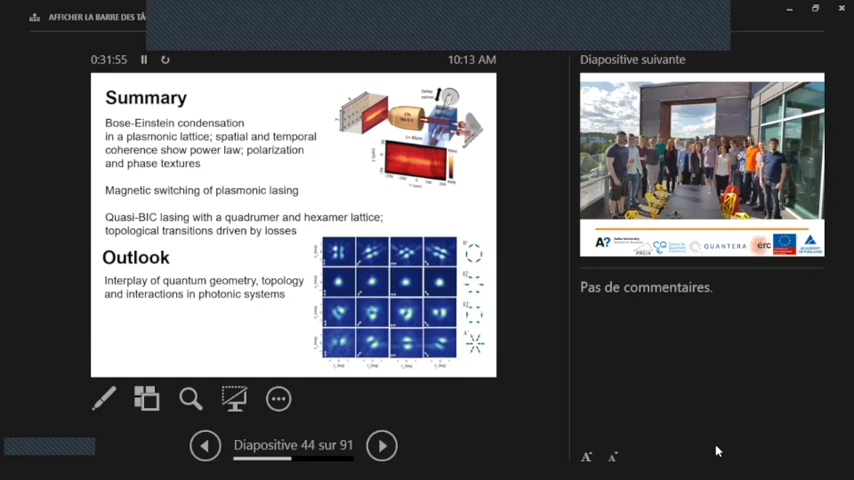 AFFICHER LA BARRE DES TÂ
0:31:55
10:13 AM
Diapositive suivante
Summary
Bose-Einstein condensation
in a plasmonic lattice; spatial and temporal
coherence show power law; polarization
and phase textures
Magnetic switching of plasmonic lasing
Quasi-BIC lasing with a quadrumer and hexamer lattice;
topological transitions driven by losses
Outlook
Interplay of quantum geometry, topology
and interactions in photonic systems
A?
Aalto University
QUANTERA
erc
Pas de commentaires.
Diapositive 44 sur 91
A
A